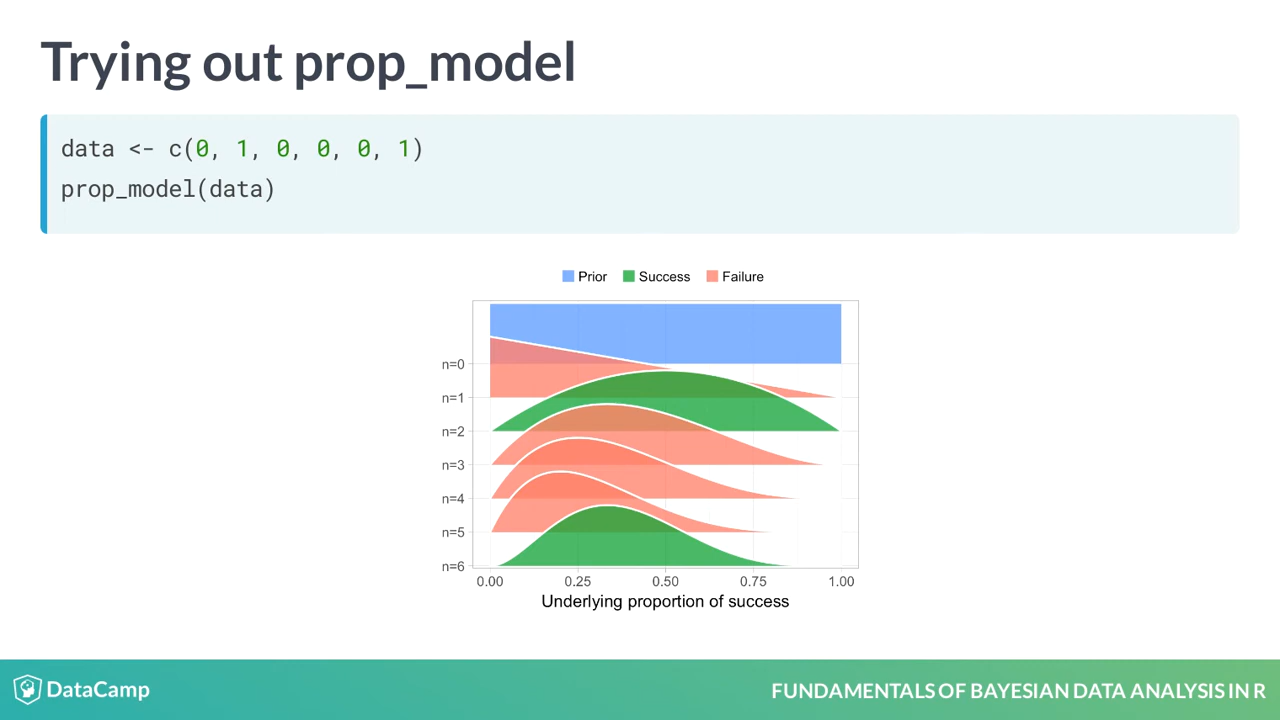 Trying out prop_model
data <- c(0, 1, 0, 0, 0, 1)
prop_model(data)
Prior Success Failure
n=0
n=1
n=2
n=3
n=4
n=5
n=6
0.00 0.25 0.50 0.75 1.00
Underlying proportion of success
DataCamp
FUNDAMENTALS OF BAYESIAN DATA ANALYSIS IN R